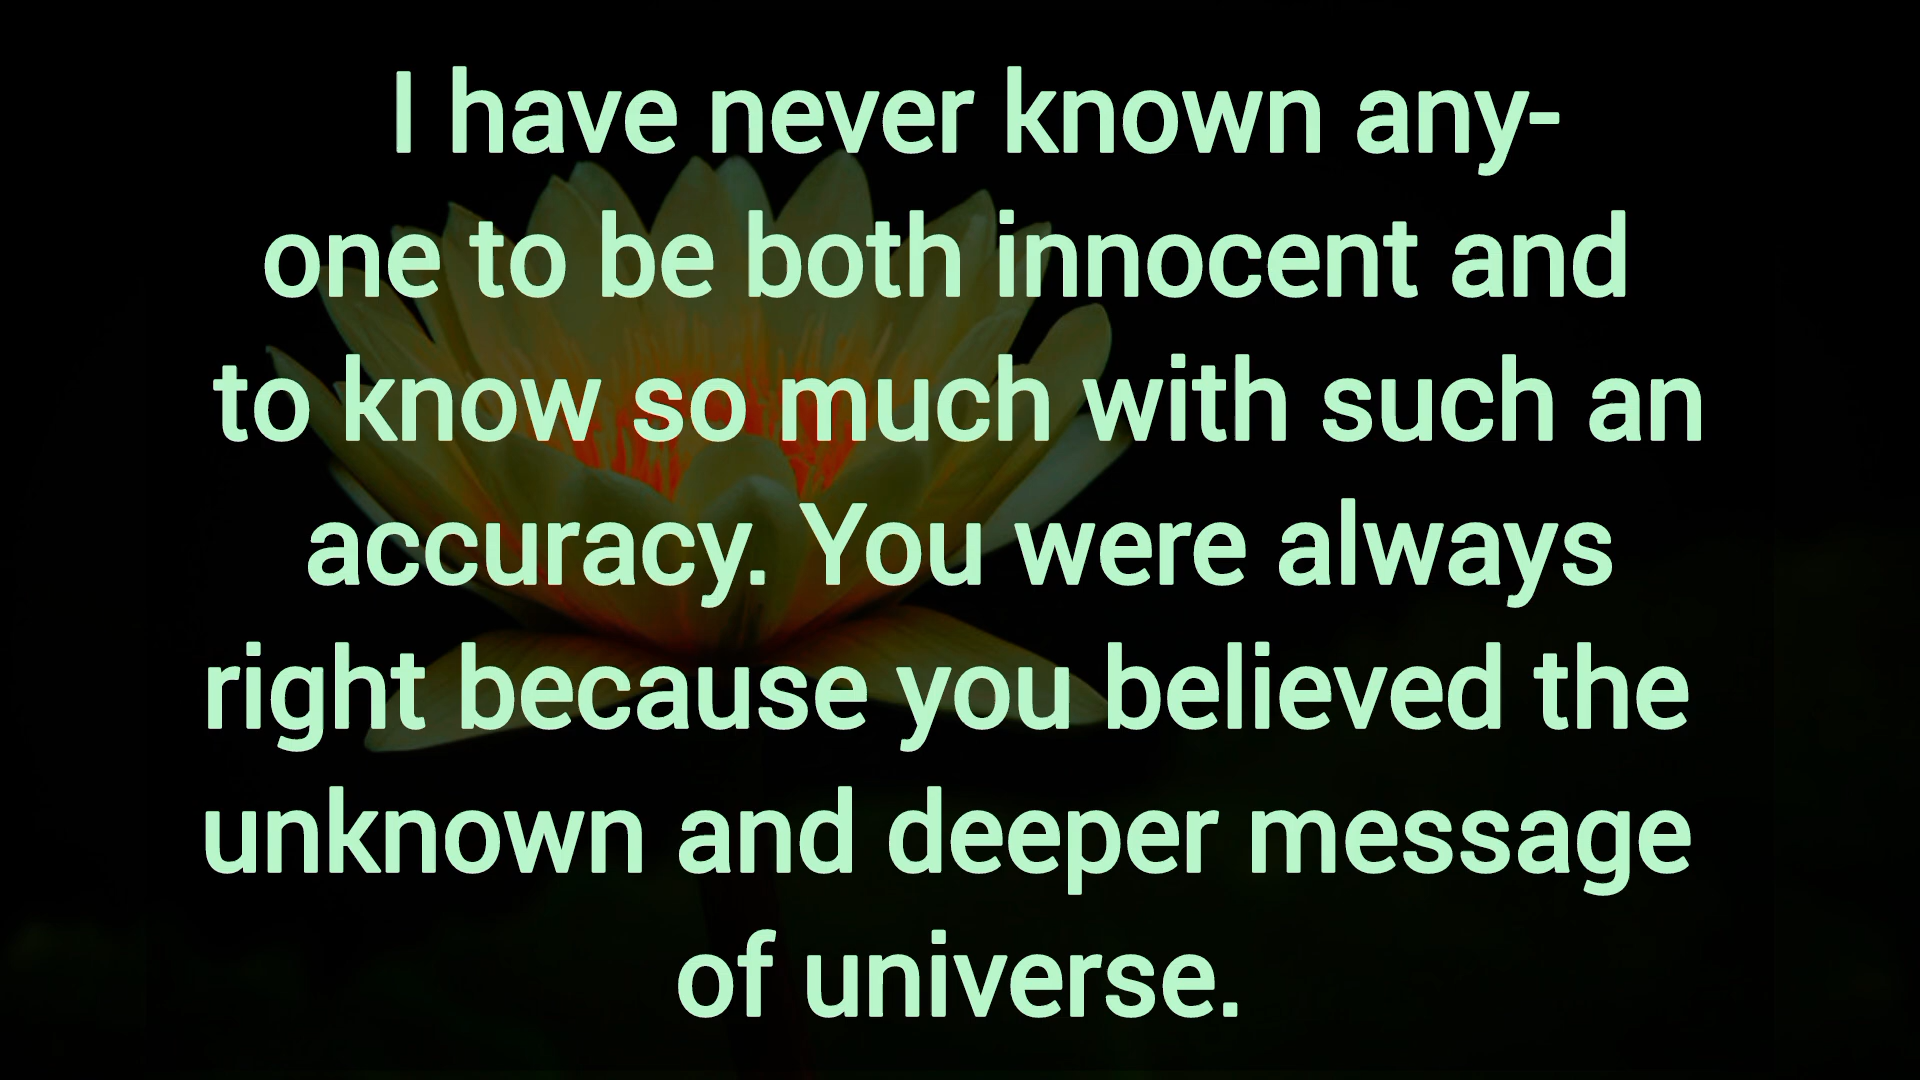 I have never known any-
one to be both innocent and
to know so much with such an
accuracy. You were always
right because you believed the
unknown and deeper message
of universe.